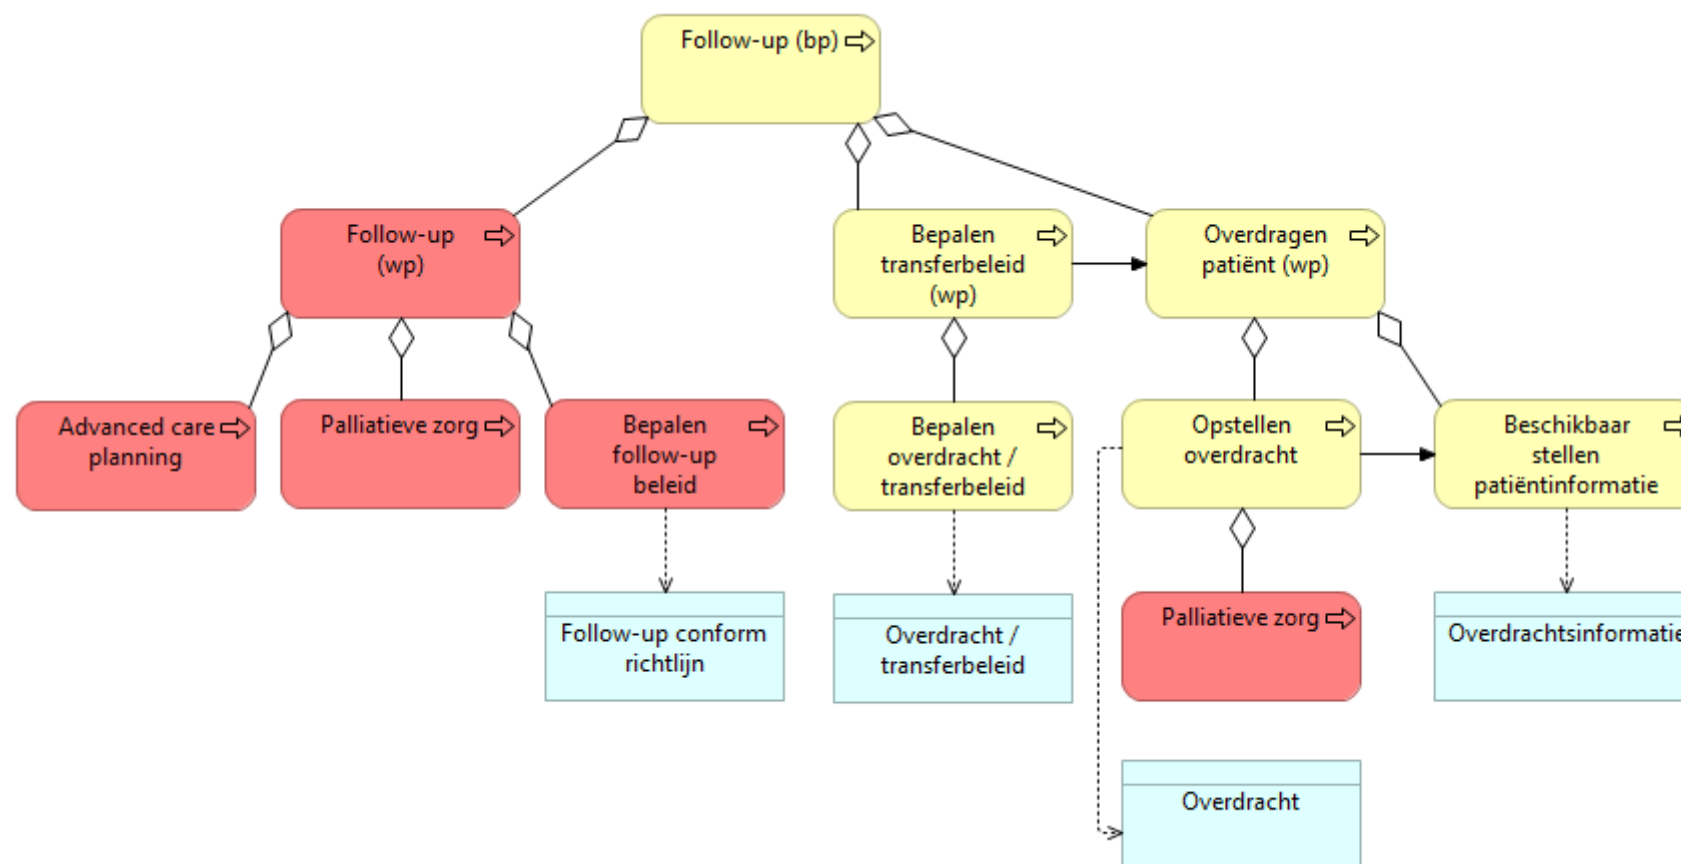 Follow-up (bp)
Follow-up
(wp)
Bepalen
transferbeleid
(wp)
Overdragen
patiënt (wp)
Advanced care
planning
Palliatieve zorg
Bepalen
follow-up
beleid
Bepalen
overdracht /
transferbeleid
Opstellen
overdracht
Beschikbaar
stellen
patiëntinformatie
Follow-up conform
richtlijn
Overdracht /
transferbeleid
Palliatieve zorg
Overdrachtsinformatie
Overdracht